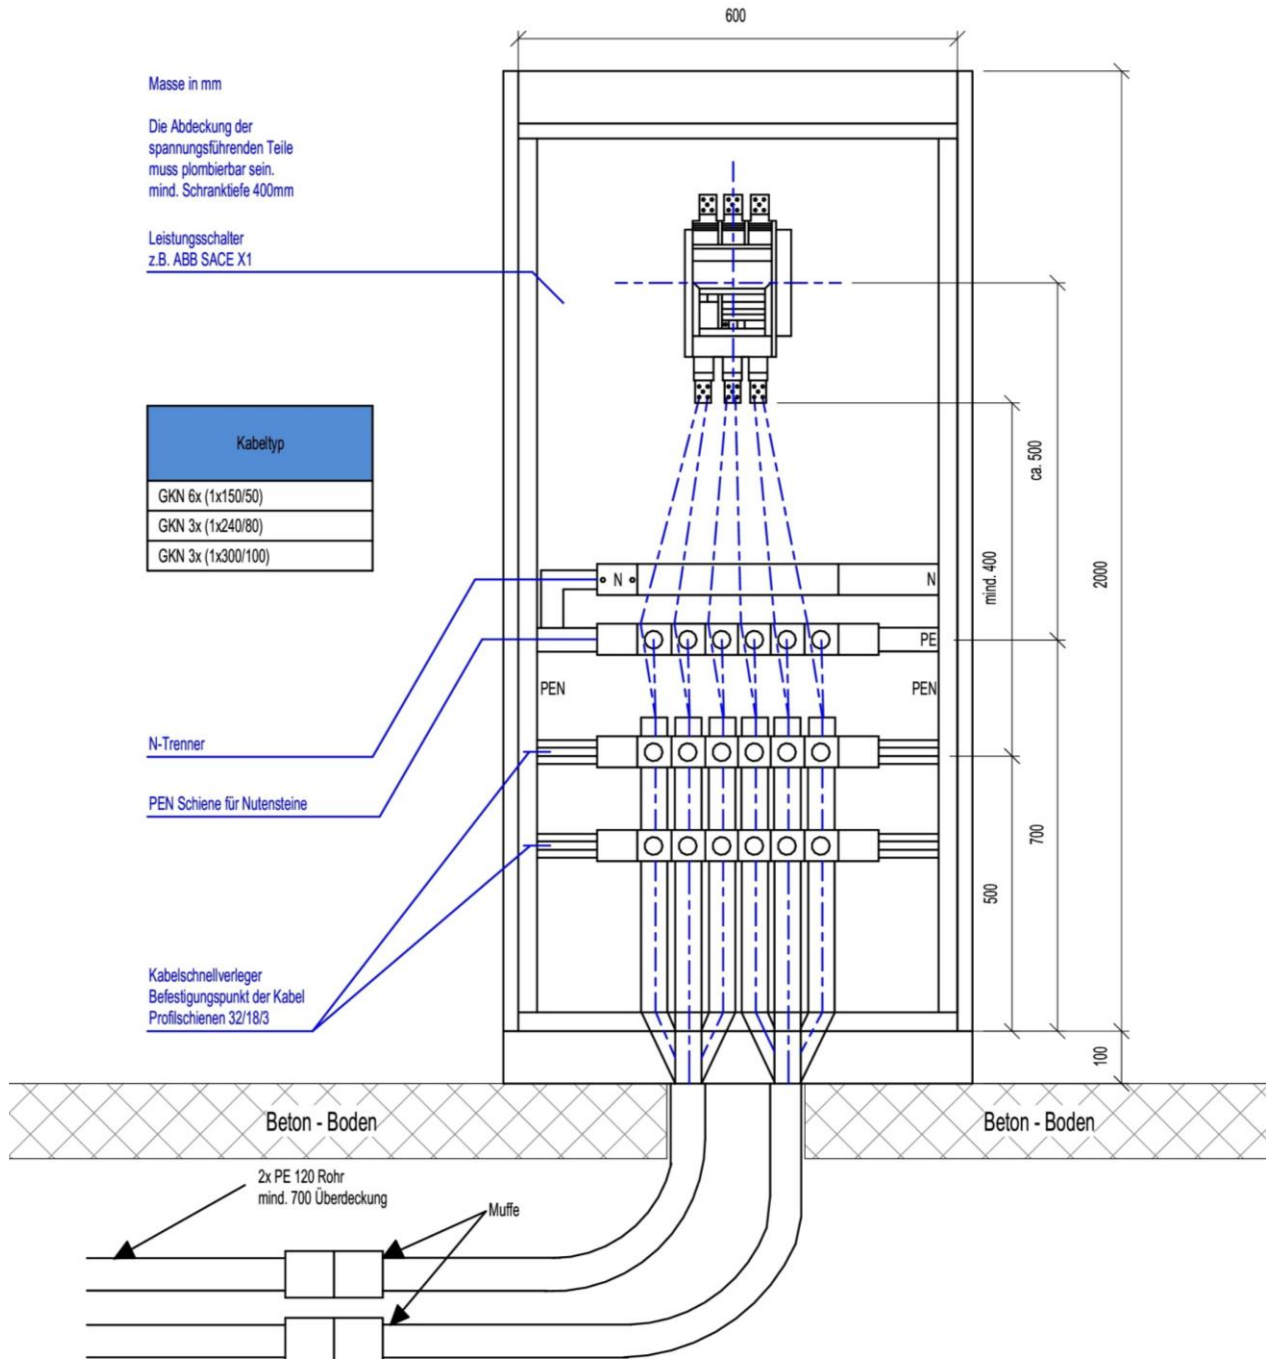 600
Masse in mm
Die Abdeckung der
spannungsführenden Teile
muss plombierbar sein.
mind. Schranktiefe 400mm
Leistungsschalter
z.B. ABB SACE X1
Kabeltyp
GKN 6x (1x150/50)
GKN 3x (1x240/80)
GKN 3x (1x300/100)
ca. 500
mind. 400
2000
N
N
PE
PEN
PEN
N-Trenner
PEN Schiene für Nutensteine
700
500
Kabelschnellverleger
Befestigungspunkt der Kabel
Profilschienen 32/18/3
100
Beton - Boden
Beton - Boden
2x PE 120 Rohr
mind. 700 Überdeckung
Muffe